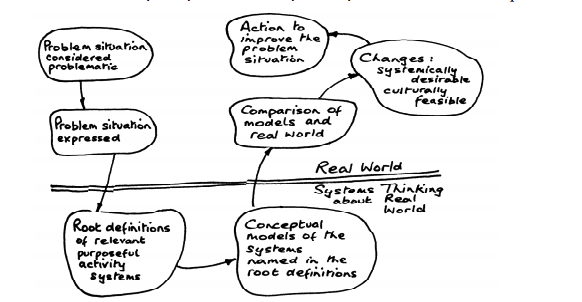 Problem situation
considered
problematic
Problem situation
expressed
Root definitions
of relevant
purposeful
activity
systems
Conceptual
models of the
systems
named in the
root definitions
Comparison of
models and
real world
Changes:
systemically
desirable
culturally
feasible
Action to
improve the
problem
situation
Real World
Systems Thinking
about Real
World